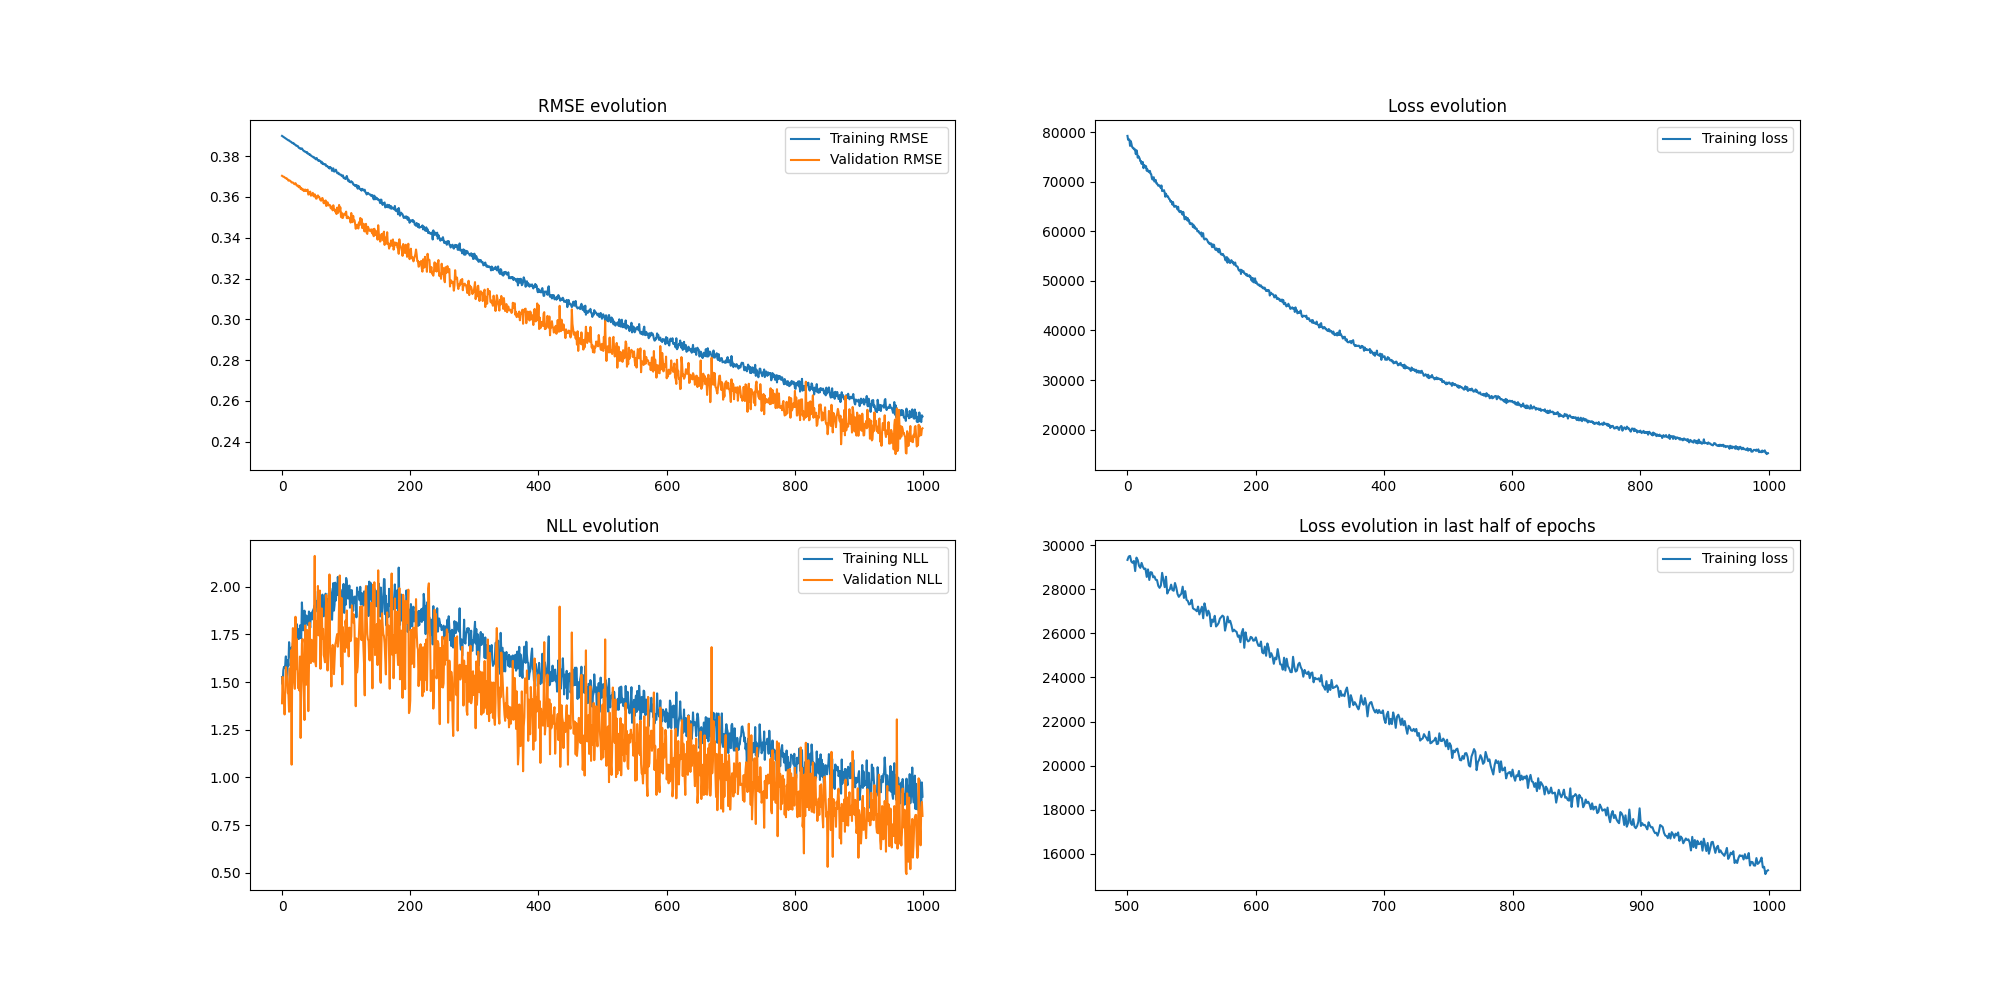 RMSE evolution
Training RMSE
Validation RMSE
0.38
0.36
0.34
0.32
0.30
0.28
0.26
0.24
0 200 400 600 800 1000
Loss evolution
Training loss
80000
70000
60000
50000
40000
30000
20000
0 200 400 600 800 1000
NLL evolution
Training NLL
Validation NLL
2.00
1.75
1.50
1.25
1.00
0.75
0.50
0 200 400 600 800 1000
Loss evolution in last half of epochs
Training loss
30000
28000
26000
24000
22000
20000
18000
16000
500 600 700 800 900 1000